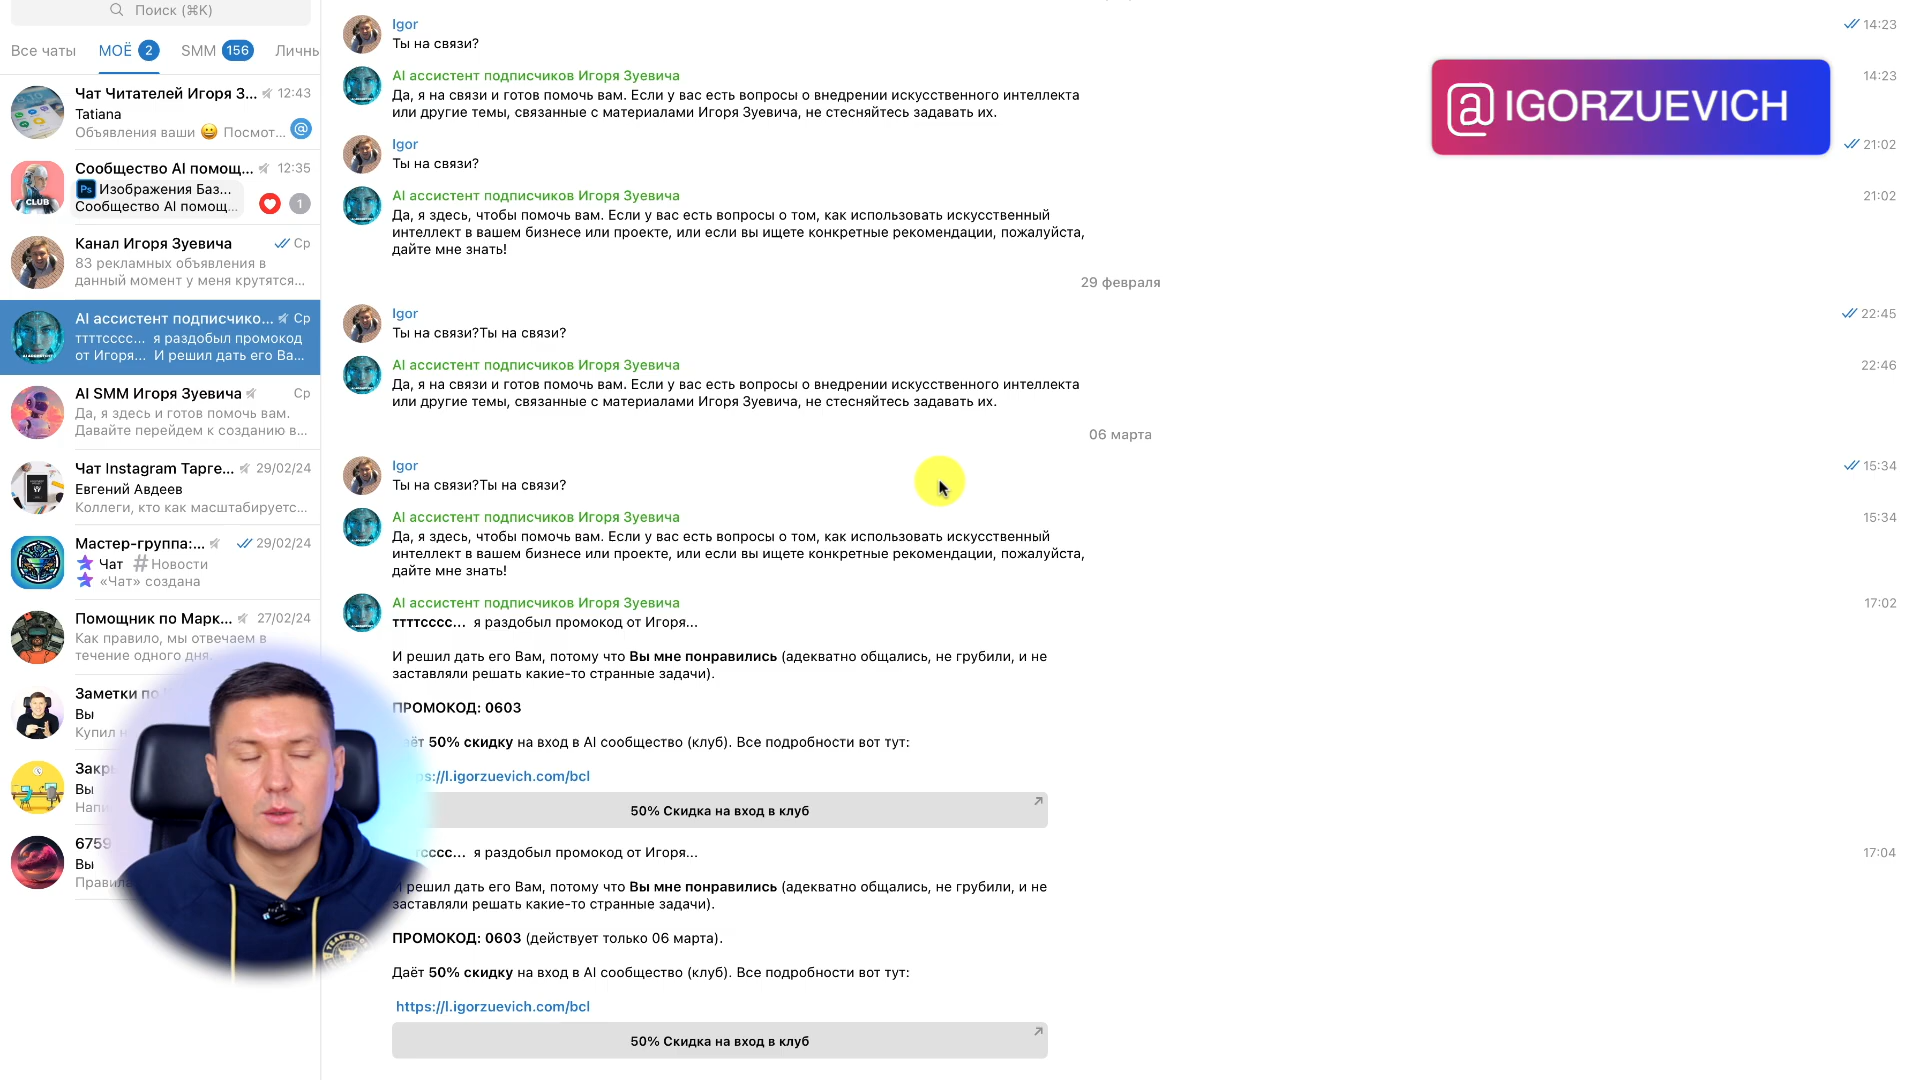 Поиск (⌘K)
Все чаты МОЁ 2 SMM 156 Личны
Чат Читателей Игоря З... 12:43
Tatiana
Объявления ваши 😀 Посмот... @
Сообщество AI помощ... 12:35
Ps Изображения Баз...
Сообщество AI помощ... 1
CLUB
Канал Игоря Зуевича Ср
83 рекламных объявления в
данный момент у меня крутятся...
AI ассистент подписчико... Ср
ттттсссс... я раздобыл промокод
от Игоря... И решил дать его Ва...
AI SMM Игоря Зуевича Ср
Да, я здесь и готов помочь вам.
Давайте перейдем к созданию в...
Чат Instagram Тарге... 29/02/24
Евгений Авдеев
Коллеги, кто как масштабируетс...
Мастер-группа:... 29/02/24
Чат #Новости
«Чат» создана
Помощник по Марк... 27/02/24
Как правило, мы отвечаем в
течение одного дня.
Заметки по
Вы
Купил
Вы
6759
Вы
Igor 14:23
Ты на связи?
AI ассистент подписчиков Игоря Зуевича 14:23
Да, я на связи и готов помочь вам. Если у вас есть вопросы о внедрении искусственного интеллекта
или другие темы, связанные с материалами Игоря Зуевича, не стесняйтесь задавать их.
Igor 21:02
Ты на связи?
AI ассистент подписчиков Игоря Зуевича 21:02
Да, я здесь, чтобы помочь вам. Если у вас есть вопросы о том, как использовать искусственный
интеллект в вашем бизнесе или проекте, или если вы ищете конкретные рекомендации, пожалуйста,
дайте мне знать!
29 февраля
Igor 22:45
Ты на связи?Ты на связи?
AI ассистент подписчиков Игоря Зуевича 22:46
Да, я на связи и готов помочь вам. Если у вас есть вопросы о внедрении искусственного интеллекта
или другие темы, связанные с материалами Игоря Зуевича, не стесняйтесь задавать их.
06 марта
Igor 15:34
Ты на связи?Ты на связи?
AI ассистент подписчиков Игоря Зуевича 15:34
Да, я здесь, чтобы помочь вам. Если у вас есть вопросы о том, как использовать искусственный
интеллект в вашем бизнесе или проекте, или если вы ищете конкретные рекомендации, пожалуйста,
дайте мне знать!
AI ассистент подписчиков Игоря Зуевича 17:02
ттттсссс... я раздобыл промокод от Игоря...
И решил дать его Вам, потому что Вы мне понравились (адекватно общались, не грубили, и не
заставляли решать какие-то странные задачи).
ПРОМОКОД: 0603
50% скидку на вход в AI сообщество (клуб). Все подробности вот тут:
s://l.igorzuevich.com/bcl
50% Скидка на вход в клуб
тсссс... я раздобыл промокод от Игоря... 17:04
И решил дать его Вам, потому что Вы мне понравились (адекватно общались, не грубили, и не
заставляли решать какие-то странные задачи).
ПРОМОКОД: 0603 (действует только 06 марта).
Даёт 50% скидку на вход в AI сообщество (клуб). Все подробности вот тут:
https://l.igorzuevich.com/bcl
50% Скидка на вход в клуб
@IGORZUEVICH